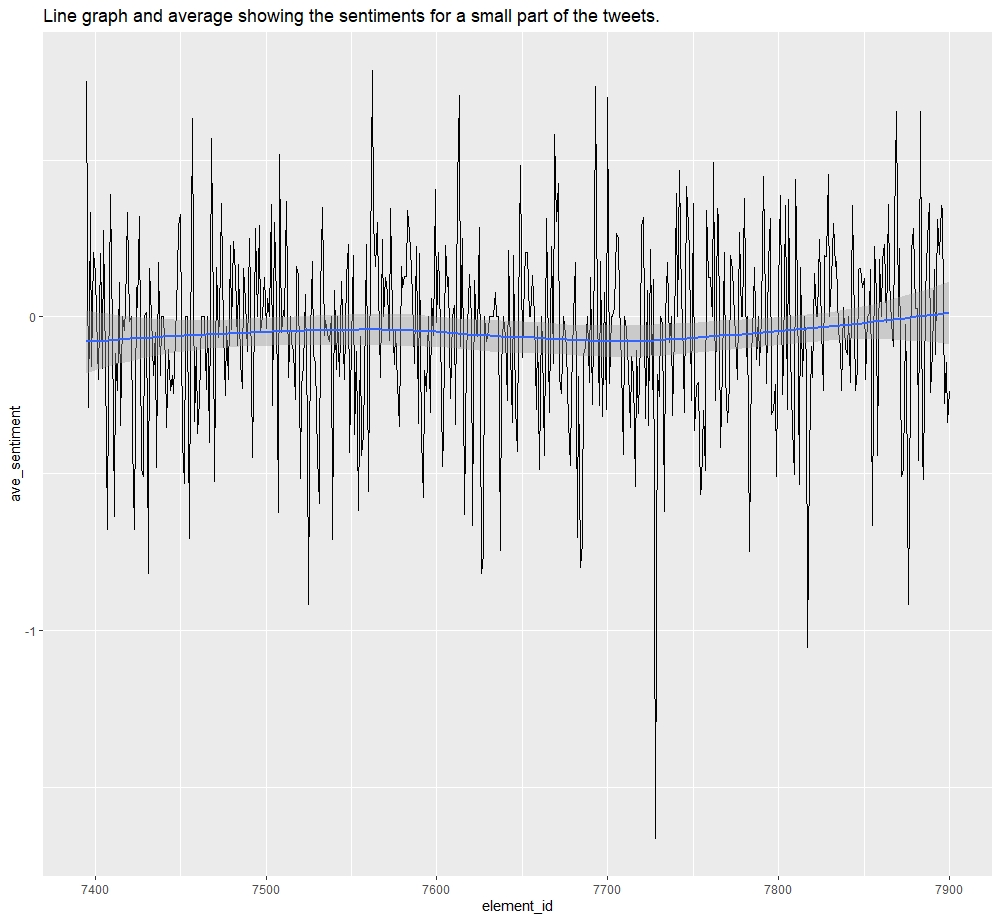 Line graph and average showing the sentiments for a small part of the tweets.
ave_sentiment
0
-1
7400 7500 7600 7700 7800 7900
element_id